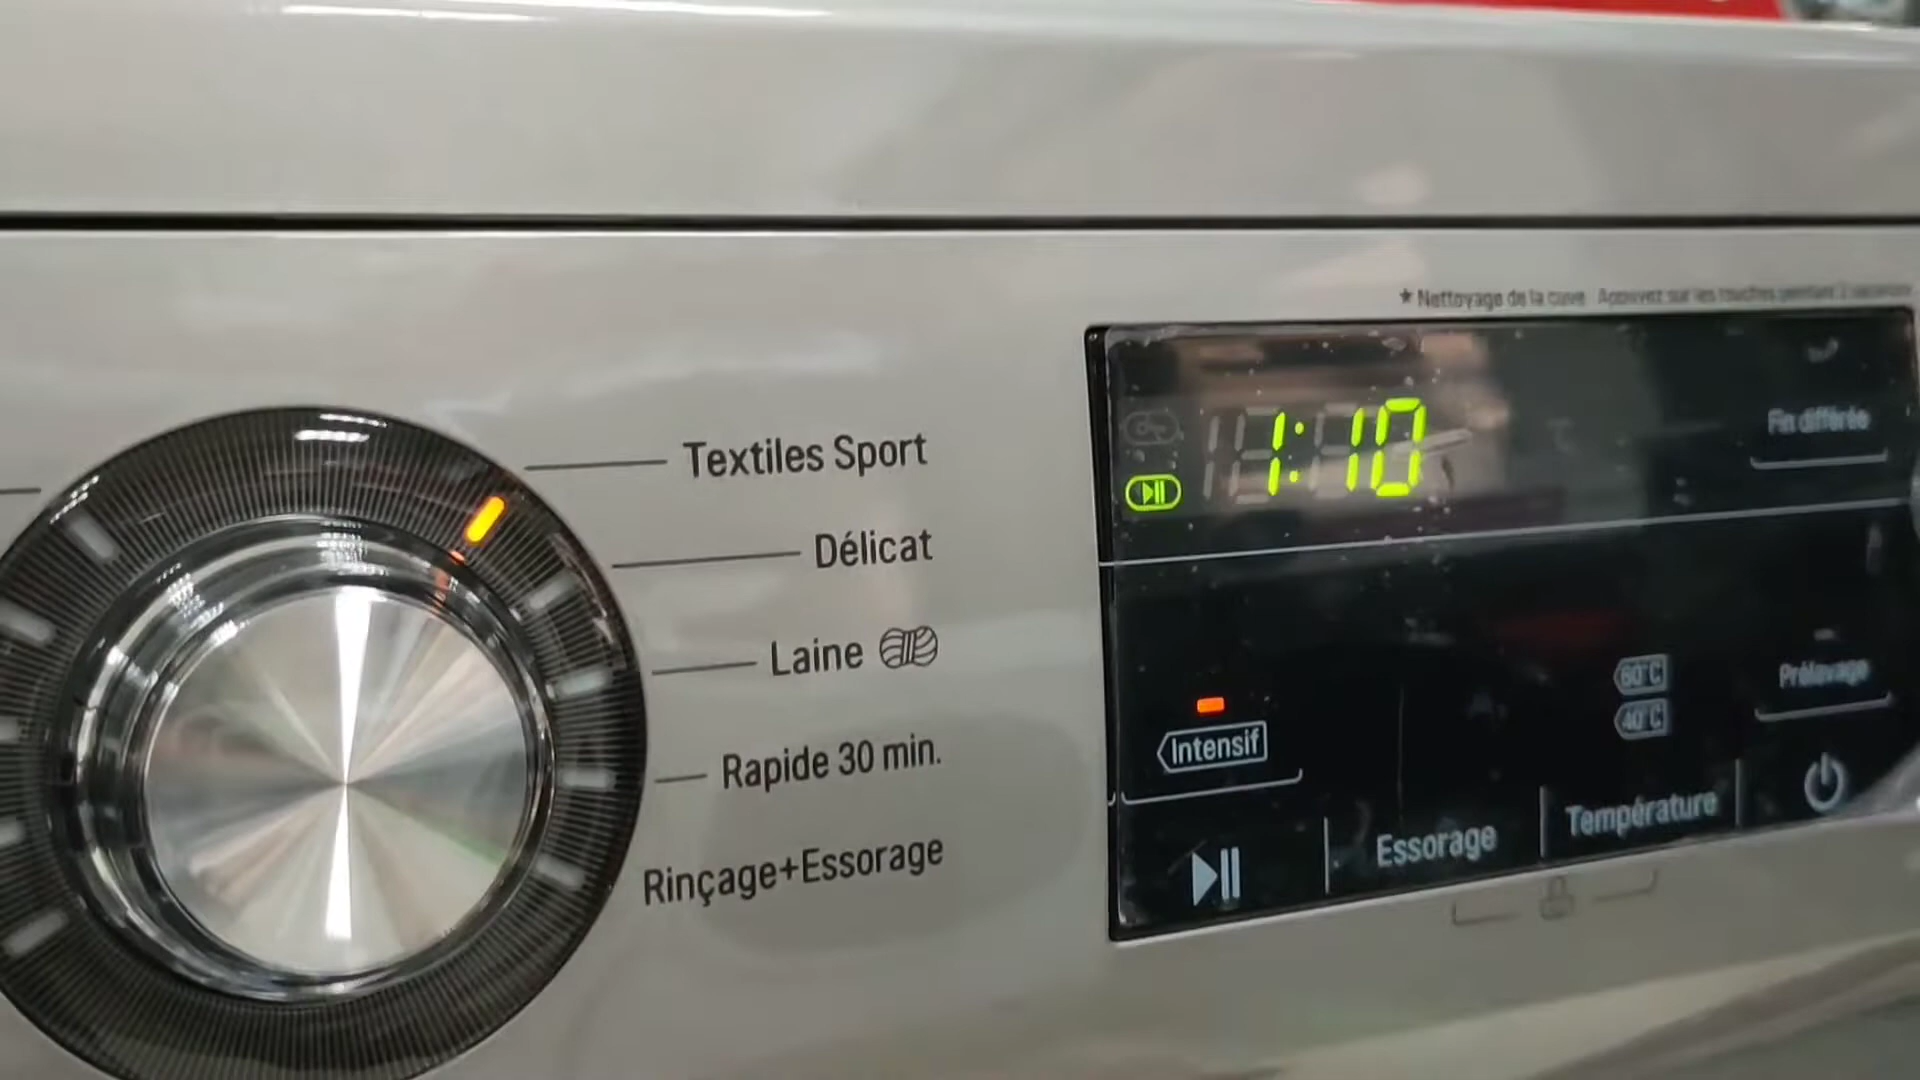 * Nettoyage de la cuve
Textiles Sport
Délicat
Laine
Rapide 30 min.
Rinçage+Essorage
1:10
Fin différée
Intensif
60°C
40°C
Prélavage
Essorage
Température